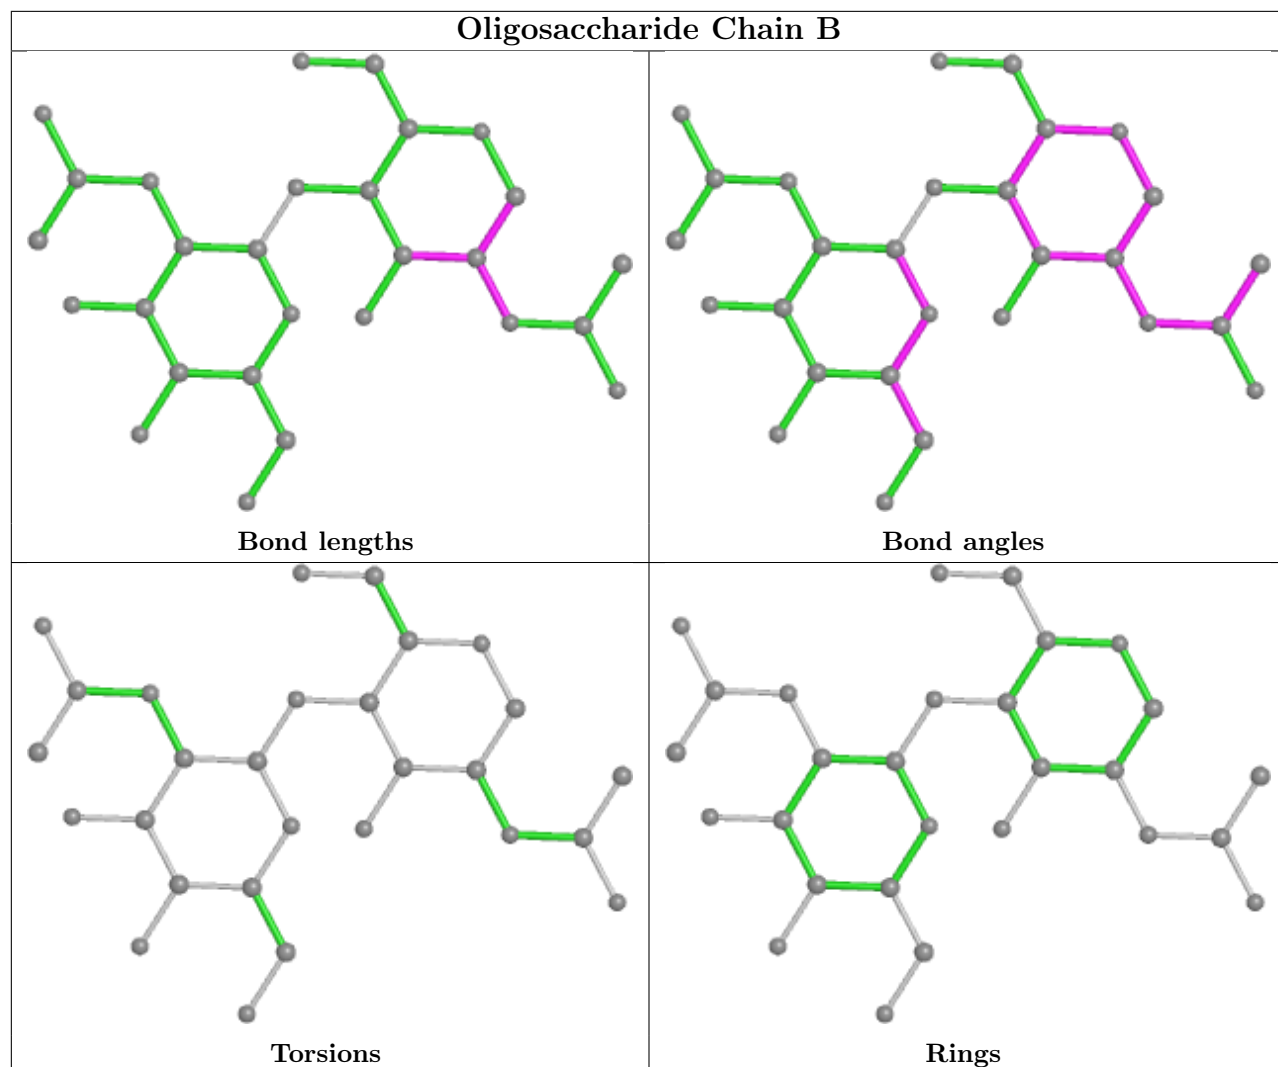 Oligosaccharide Chain B
Bond lengths
Bond angles
Torsions
Rings